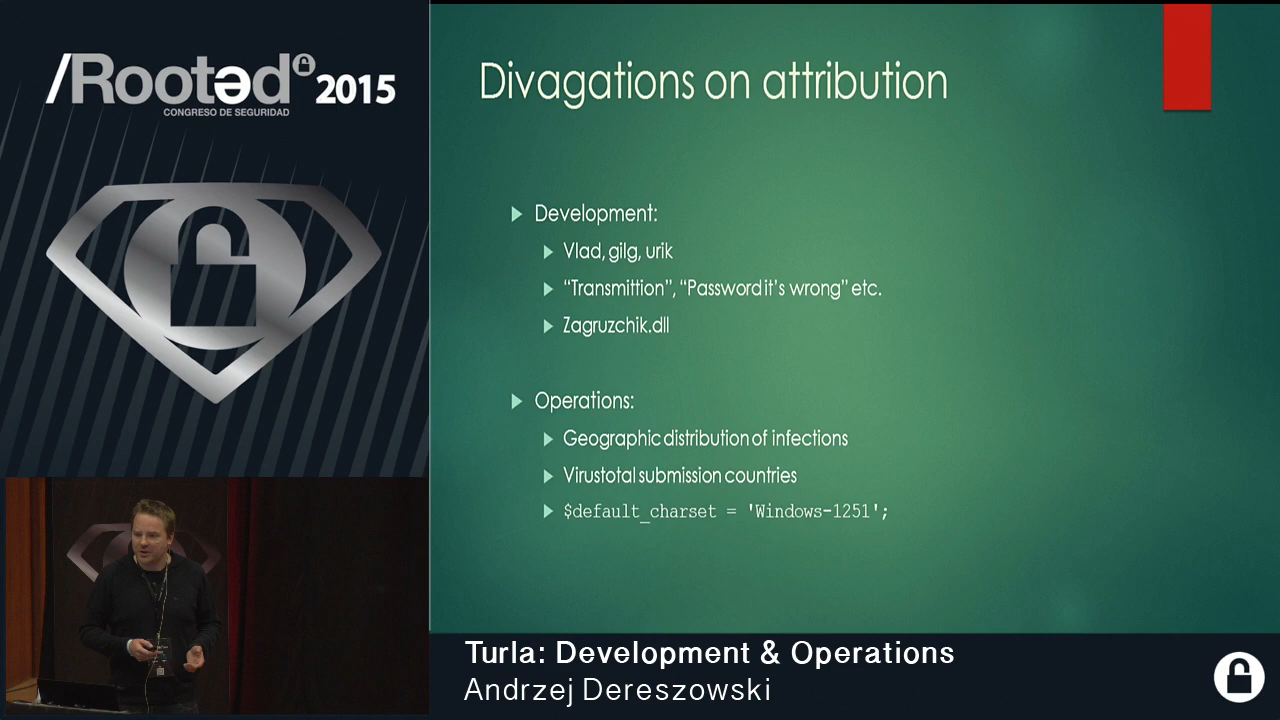 /Rootəd 2015
CONGRESO DE SEGURIDAD
Divagations on attribution
Development:
Vlad, gilg, urik
“Transmittion”, “Password it’s wrong” etc.
Zagruzchik.dll
Operations:
Geographic distribution of infections
Virustotal submission countries
$default_charset = 'Windows-1251';
Turla: Development & Operations
Andrzej Dereszowski